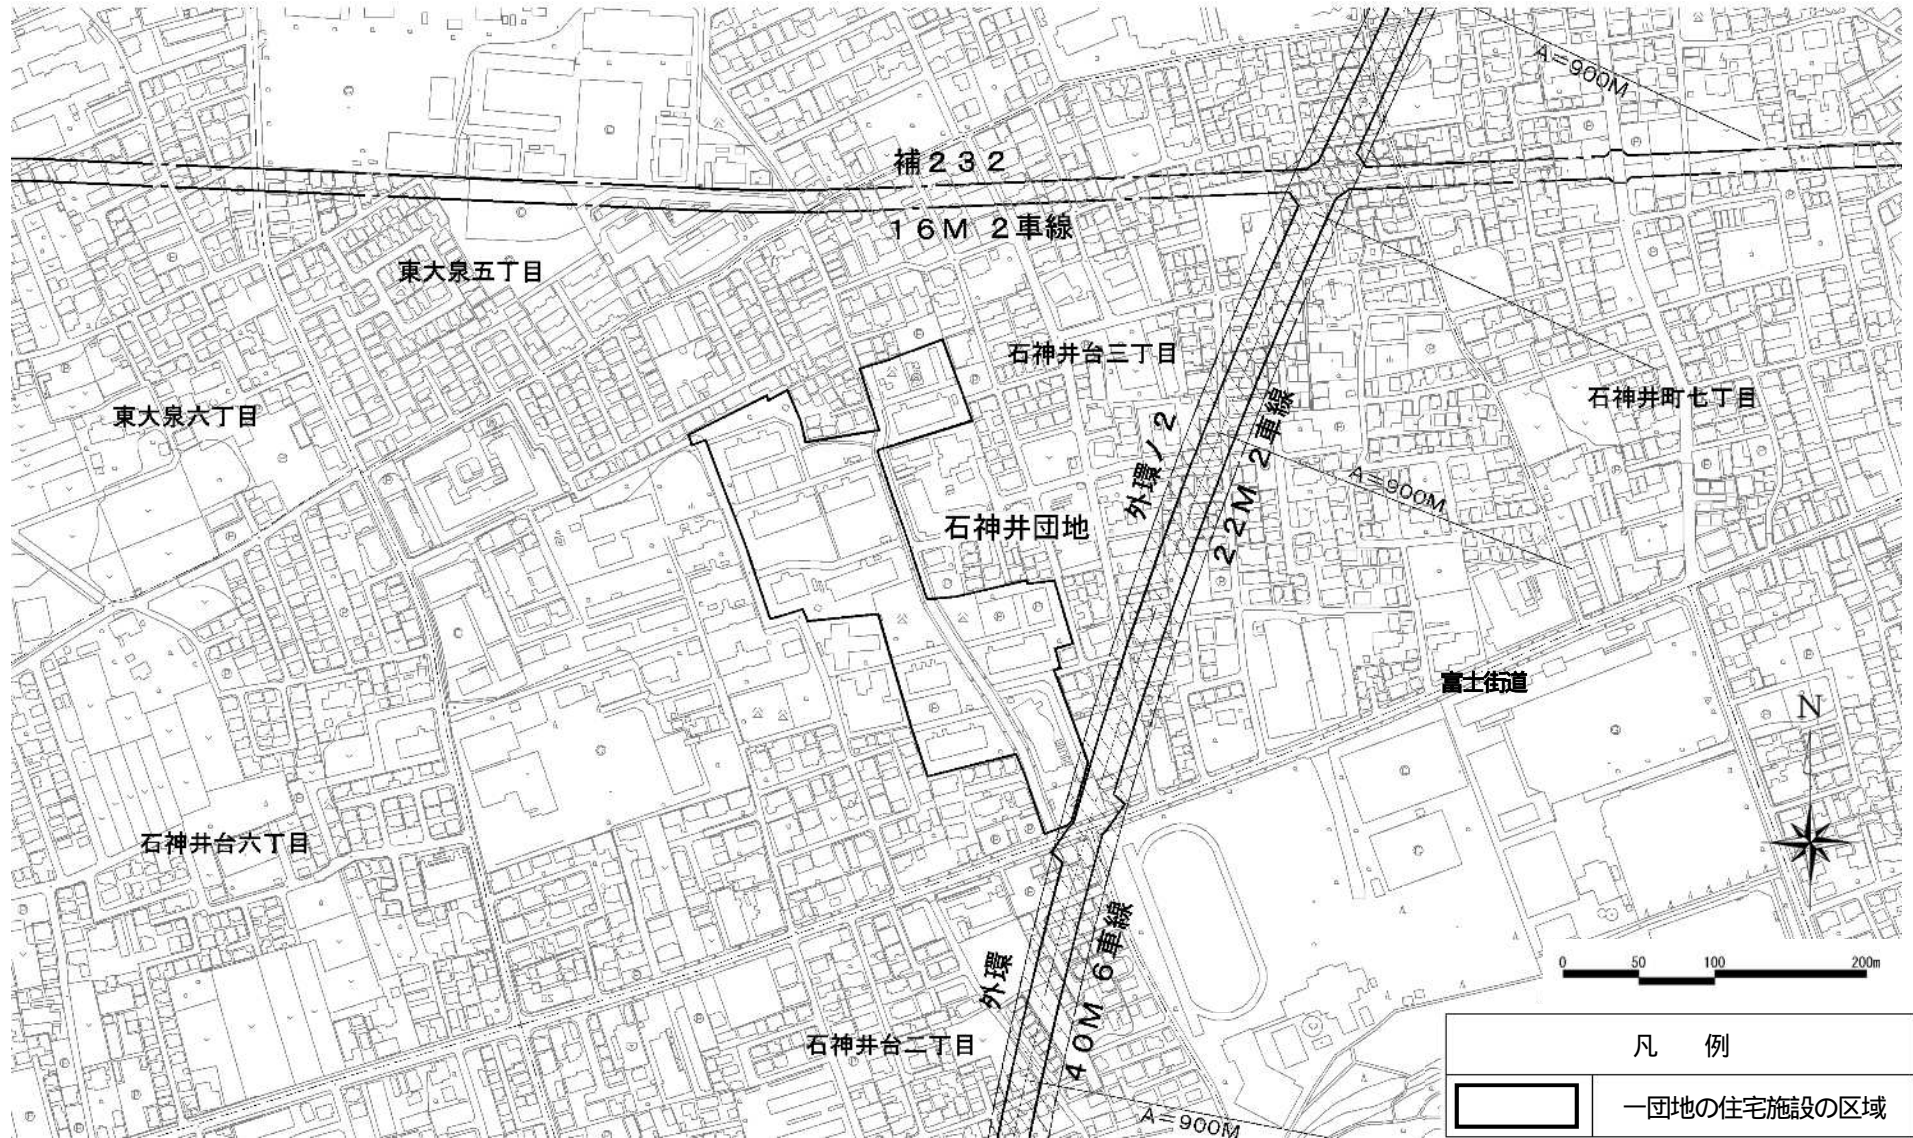 A=900M
補232
16M 2車線
東大泉五丁目
石神井台三丁目
東大泉六丁目
石神井町七丁目
外環ノ2
22M 2車線
A=900M
石神井団地
富士街道
N
石神井台六丁目
外環
40M 6車線
0 50 100 200m
石神井台二丁目
A=900M
凡 例
一団地の住宅施設の区域